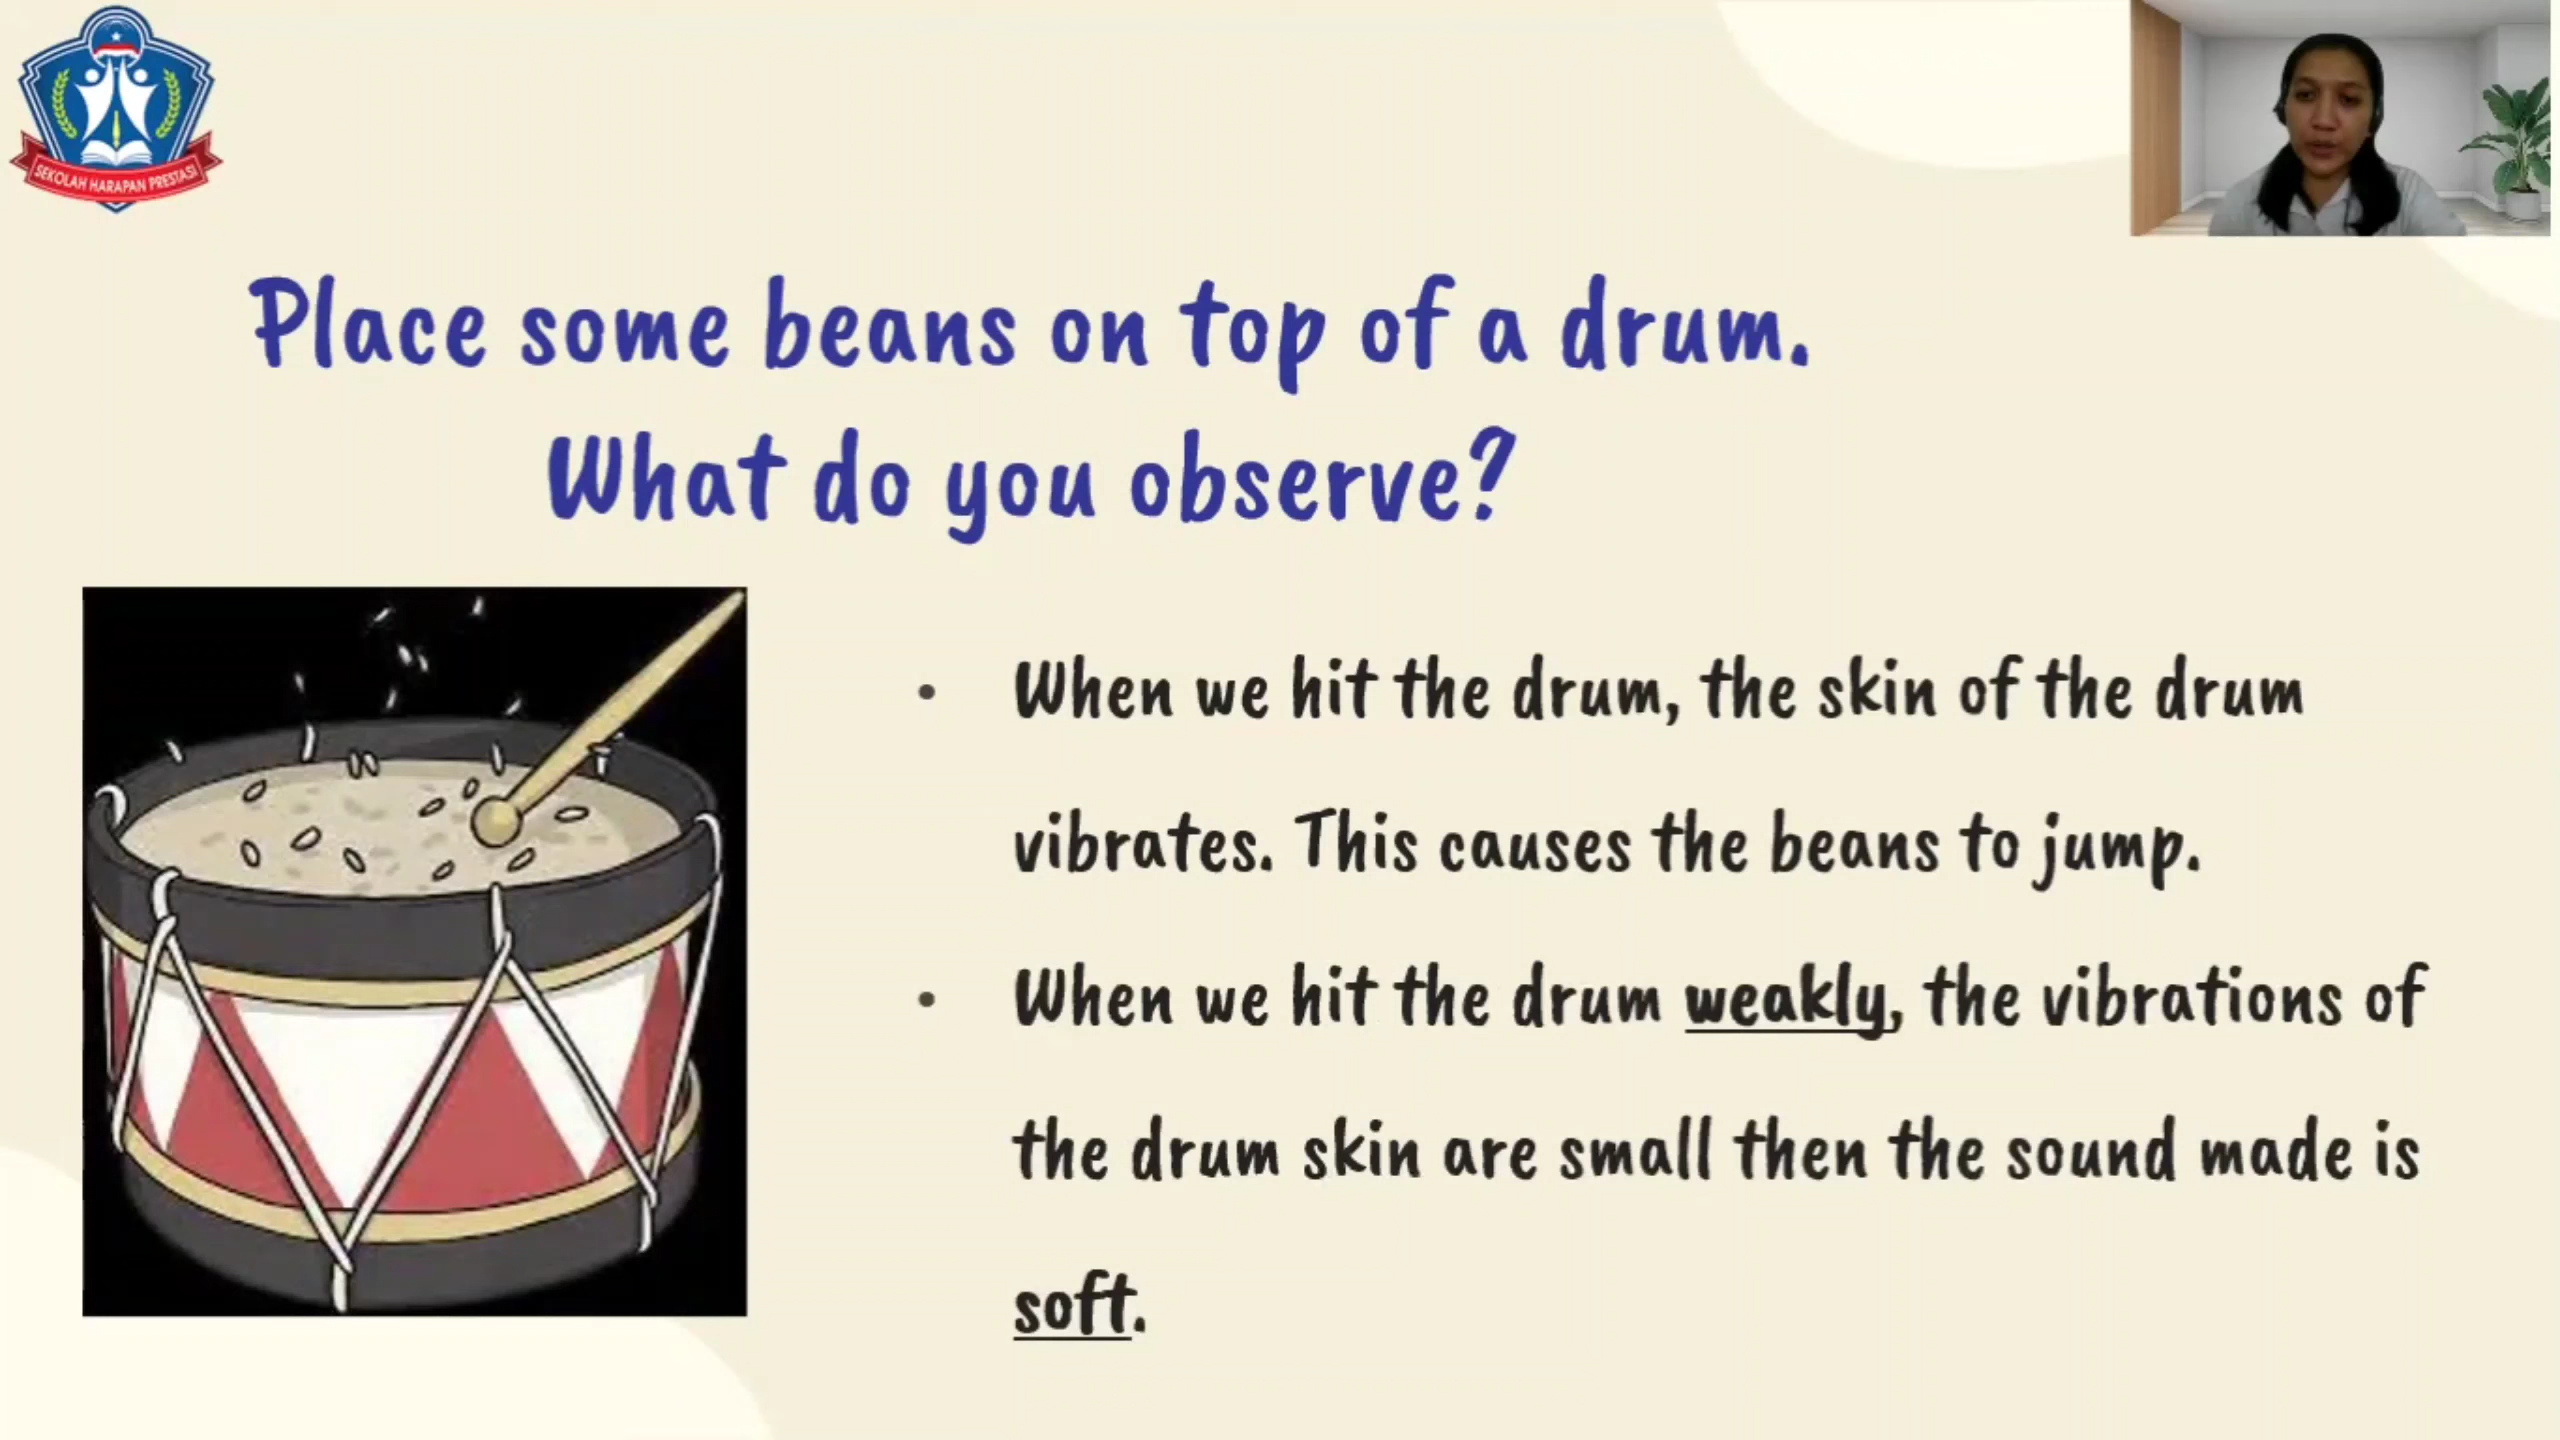 SEKOLAH HARAPAN PRESTASI
Place some beans on top of a drum.
What do you observe?
• When we hit the drum, the skin of the drum
vibrates. This causes the beans to jump.
• When we hit the drum weakly, the vibrations of
the drum skin are small then the sound made is
soft.